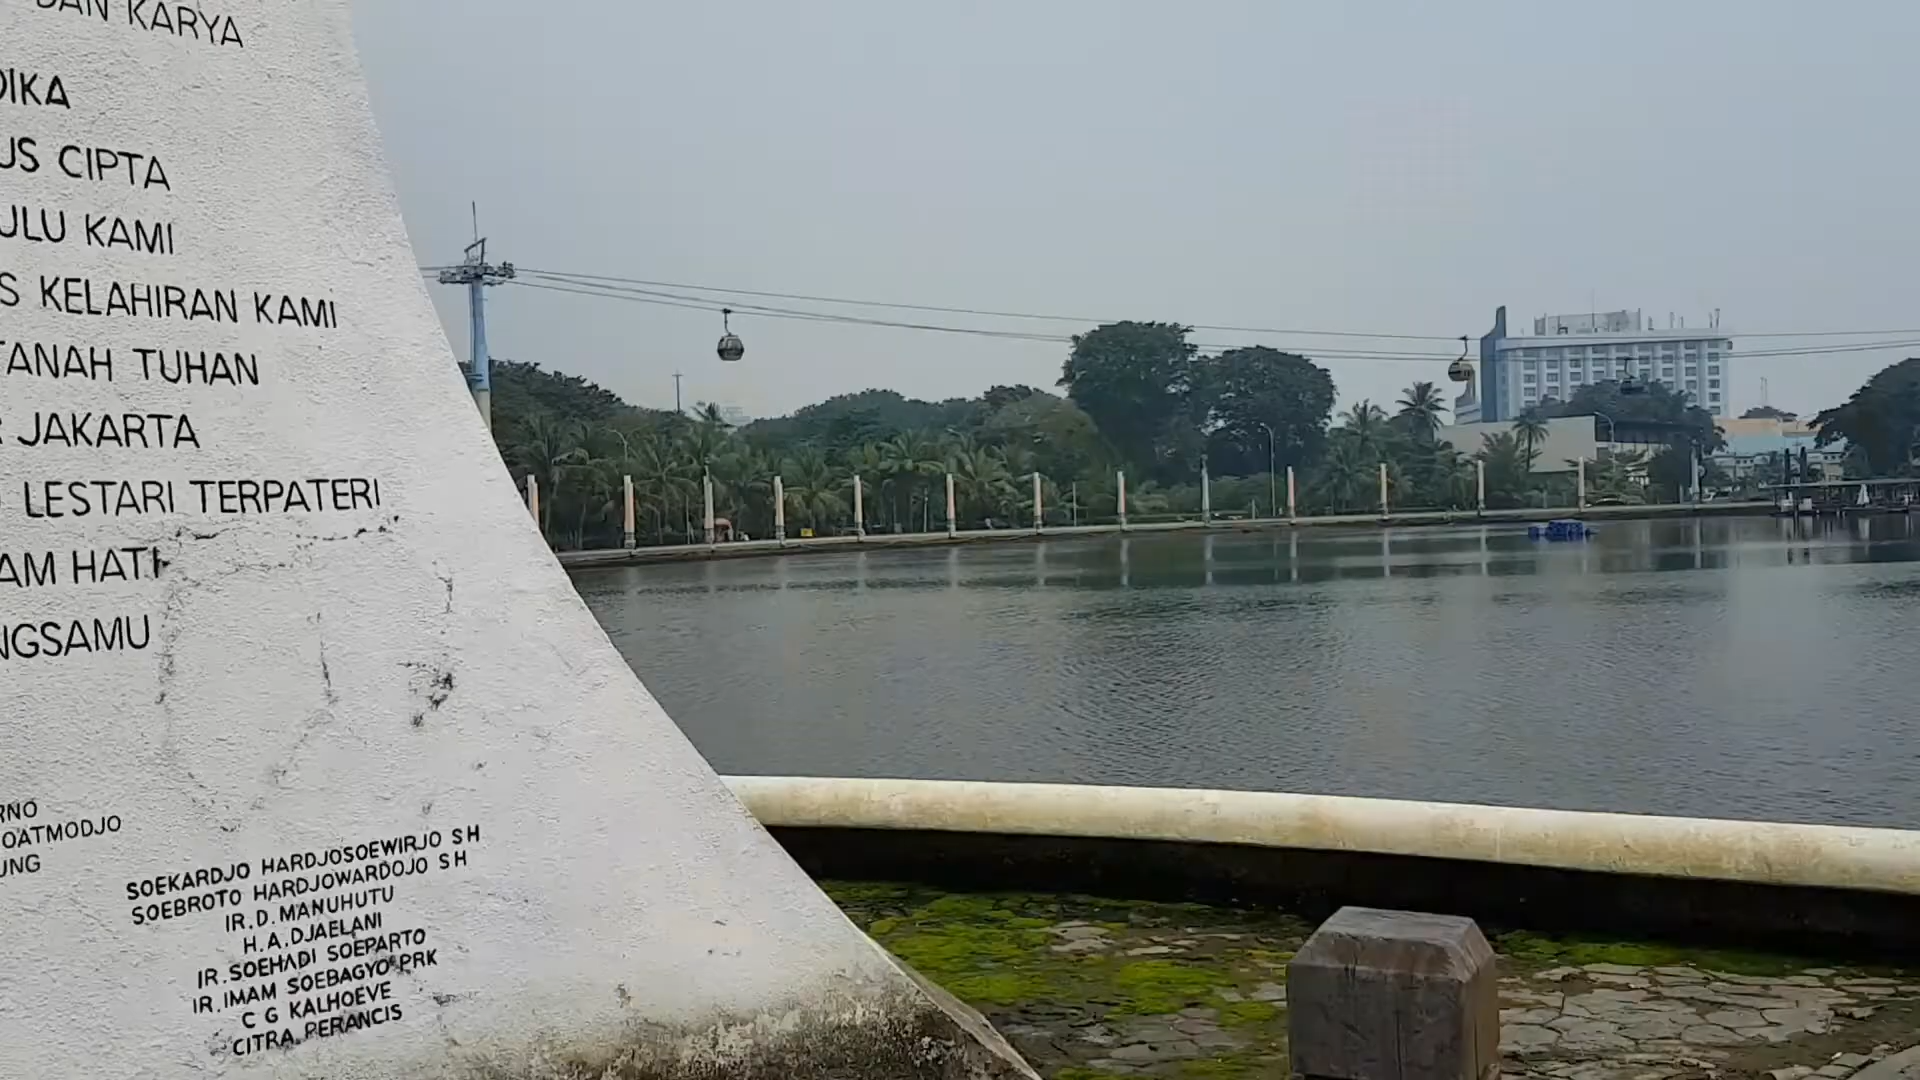 DAN KARYA
DIKA
US CIPTA
ULU KAMI
S KELAHIRAN KAMI
TANAH TUHAN
R JAKARTA
LESTARI TERPATERI
AM HATI
NGSAMU
RNO
OATMODJO
UNG
SOEKARDJO HARDJOSOEWIRJO SH
SOEBROTO HARDJOWARDOJO SH
IR.D.MANUHUTU
H.A.DJAELANI
IR.SOEHADI SOEPARTO
IR.IMAM SOEBAGYO PRK
C G KALHOEVE
CITRA PERANCIS